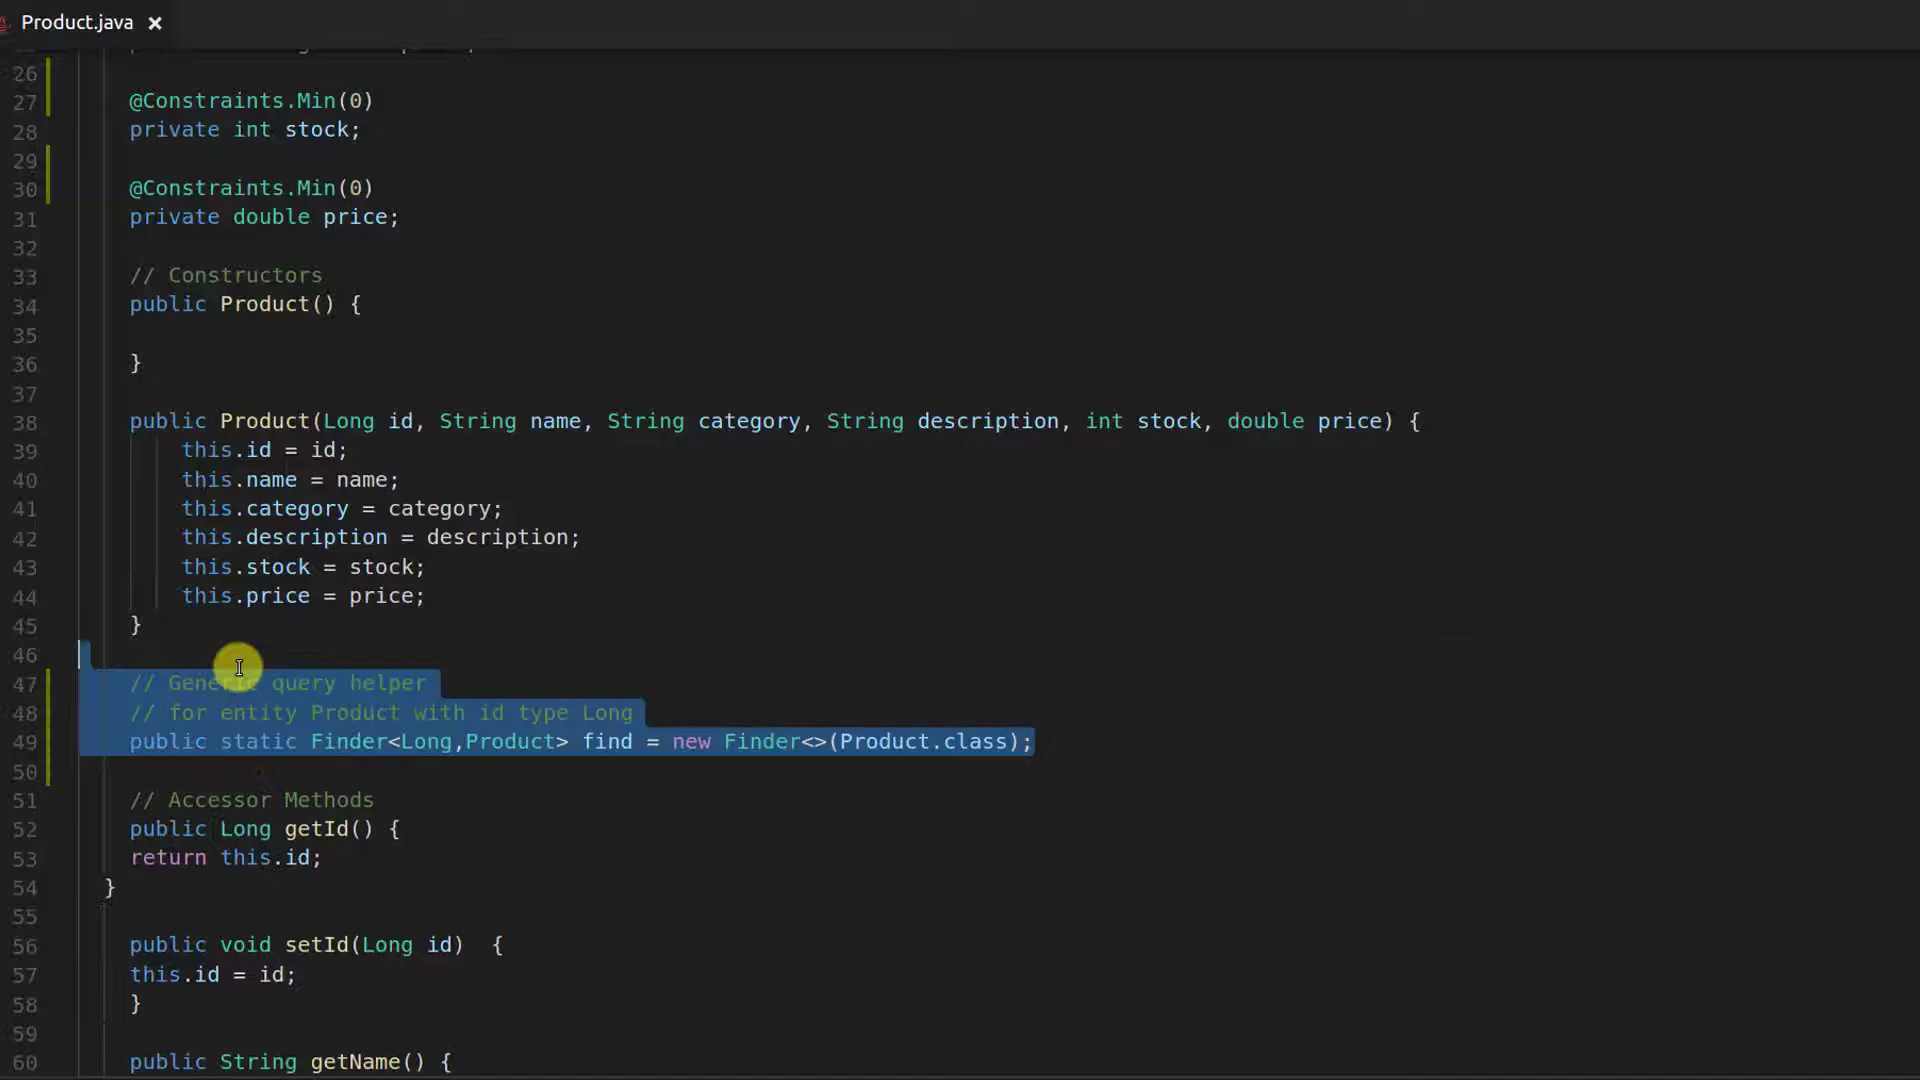 Product.java ×
26
27 @Constraints.Min(0)
28 private int stock;
29
30 @Constraints.Min(0)
31 private double price;
32
33 // Constructors
34 public Product() {
35
36 }
37
38 public Product(Long id, String name, String category, String description, int stock, double price) {
39 this.id = id;
40 this.name = name;
41 this.category = category;
42 this.description = description;
43 this.stock = stock;
44 this.price = price;
45 }
46
47 // Generic query helper
48 // for entity Product with id type Long
49 public static Finder<Long,Product> find = new Finder<>(Product.class);
50
51 // Accessor Methods
52 public Long getId() {
53 return this.id;
54 }
55
56 public void setId(Long id)  {
57 this.id = id;
58 }
59
60 public String getName() {